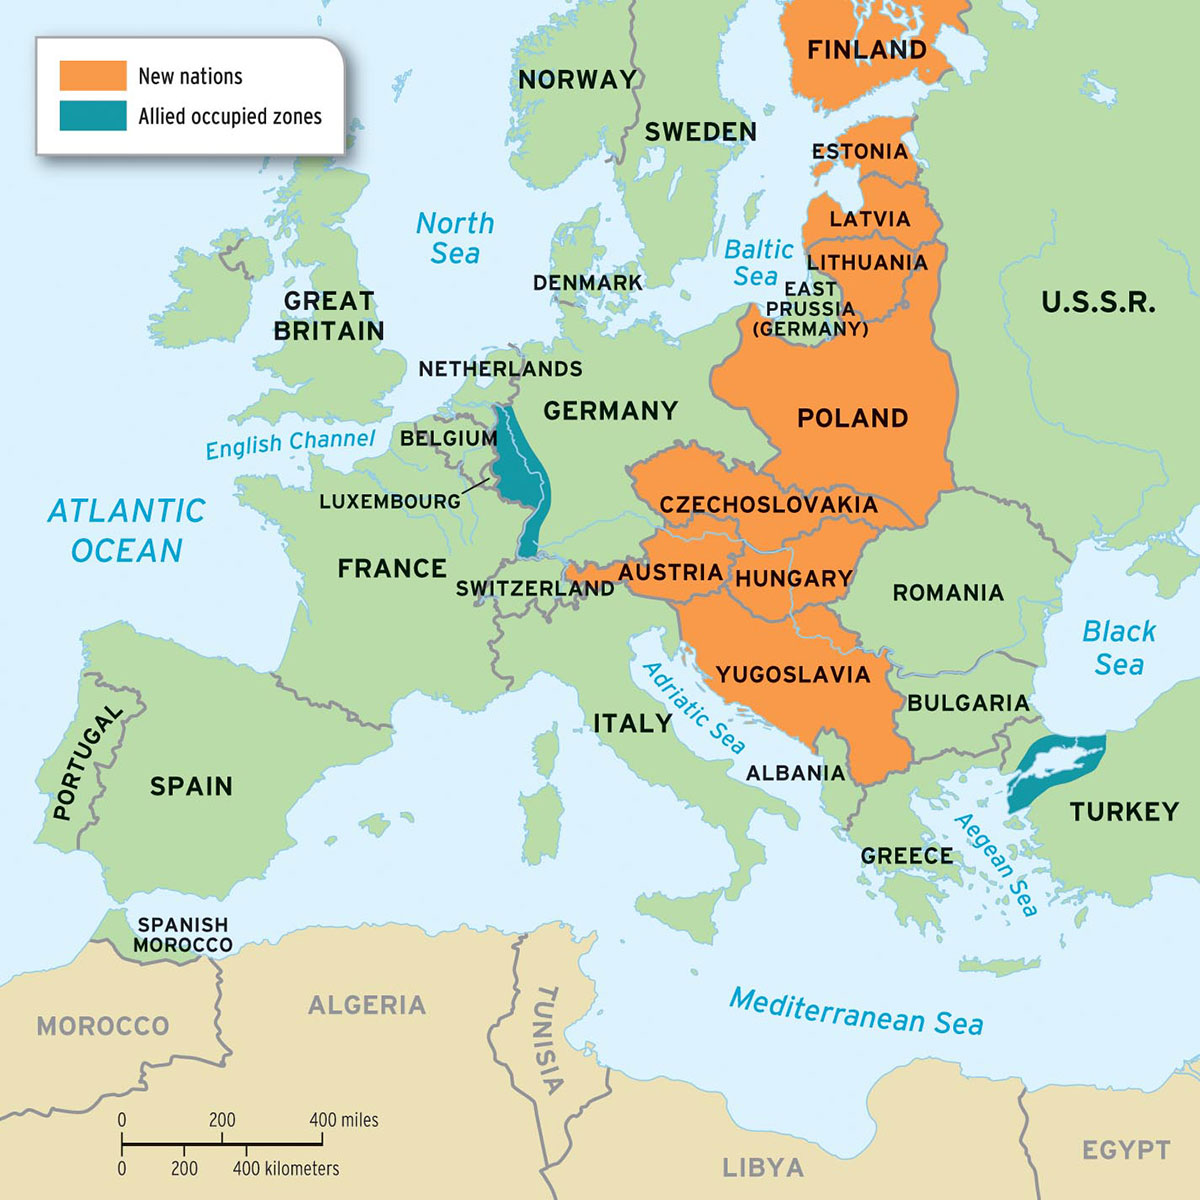 New nations
Allied occupied zones
FINLAND
NORWAY
SWEDEN
ESTONIA
LATVIA
North
Sea
Baltic
Sea
LITHUANIA
DENMARK
EAST
PRUSSIA
(GERMANY)
GREAT
BRITAIN
U.S.S.R.
NETHERLANDS
GERMANY
POLAND
English Channel
BELGIUM
LUXEMBOURG
CZECHOSLOVAKIA
ATLANTIC
OCEAN
FRANCE
SWITZERLAND
AUSTRIA
HUNGARY
ROMANIA
Black
Sea
YUGOSLAVIA
Adriatic Sea
BULGARIA
ITALY
PORTUGAL
SPAIN
ALBANIA
TURKEY
GREECE
Aegean Sea
SPANISH
MOROCCO
MOROCCO
ALGERIA
TUNISIA
Mediterranean Sea
0 200 400 miles
0 200 400 kilometers
LIBYA
EGYPT